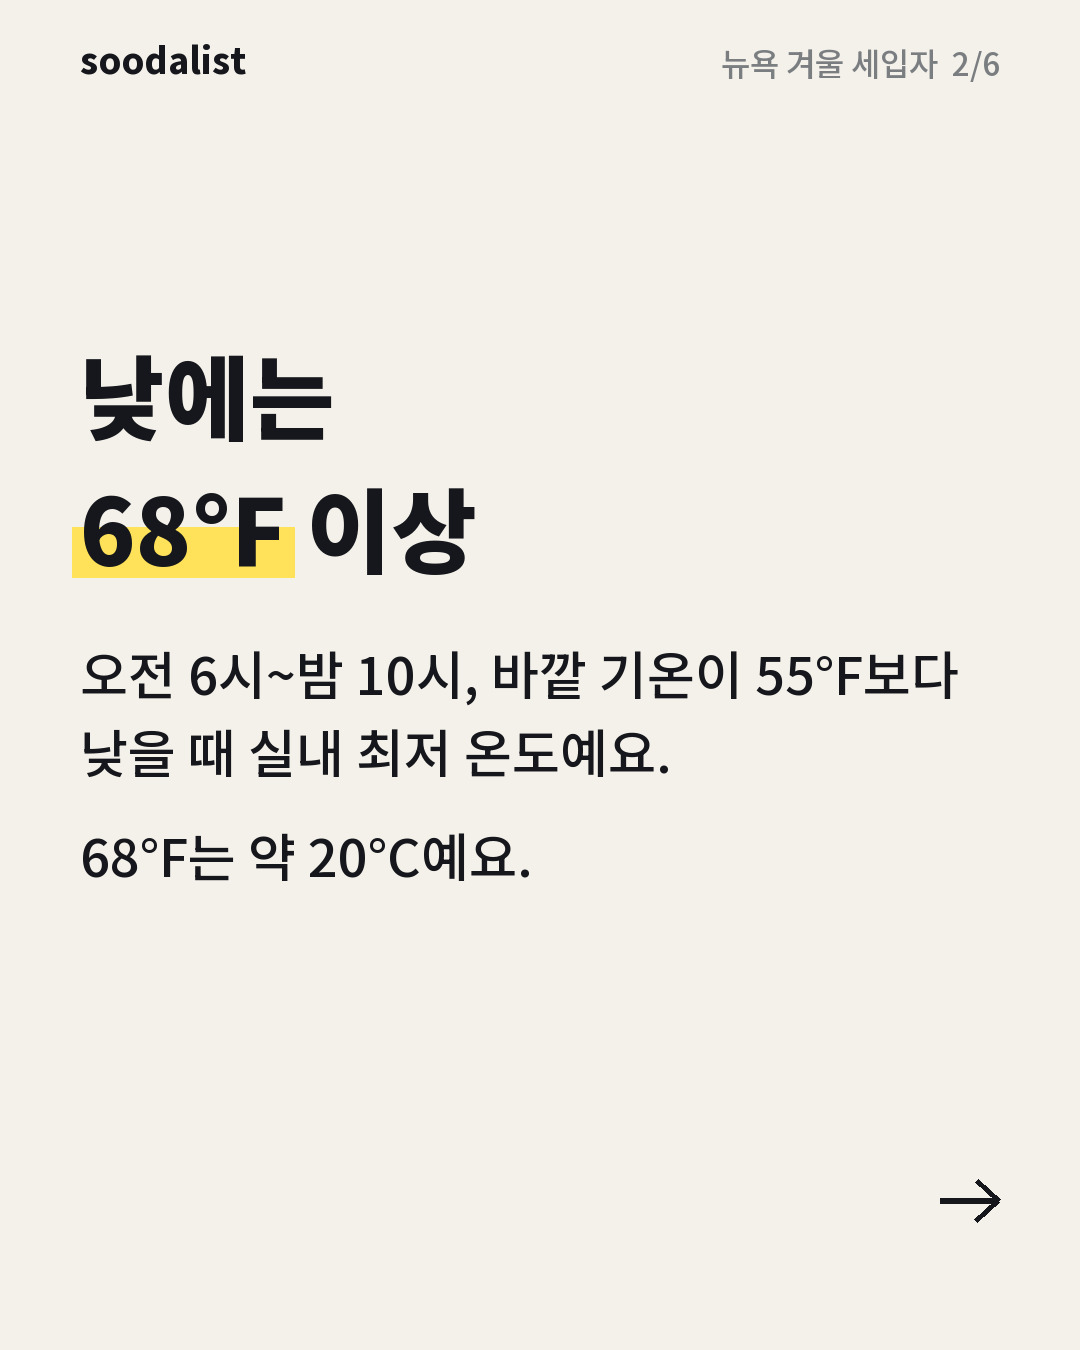 soodalist
뉴욕 겨울 세입자 2/6
낮에는
68°F 이상
오전 6시~밤 10시, 바깥 기온이 55°F보다
낮을 때 실내 최저 온도예요.
68°F는 약 20°C예요.